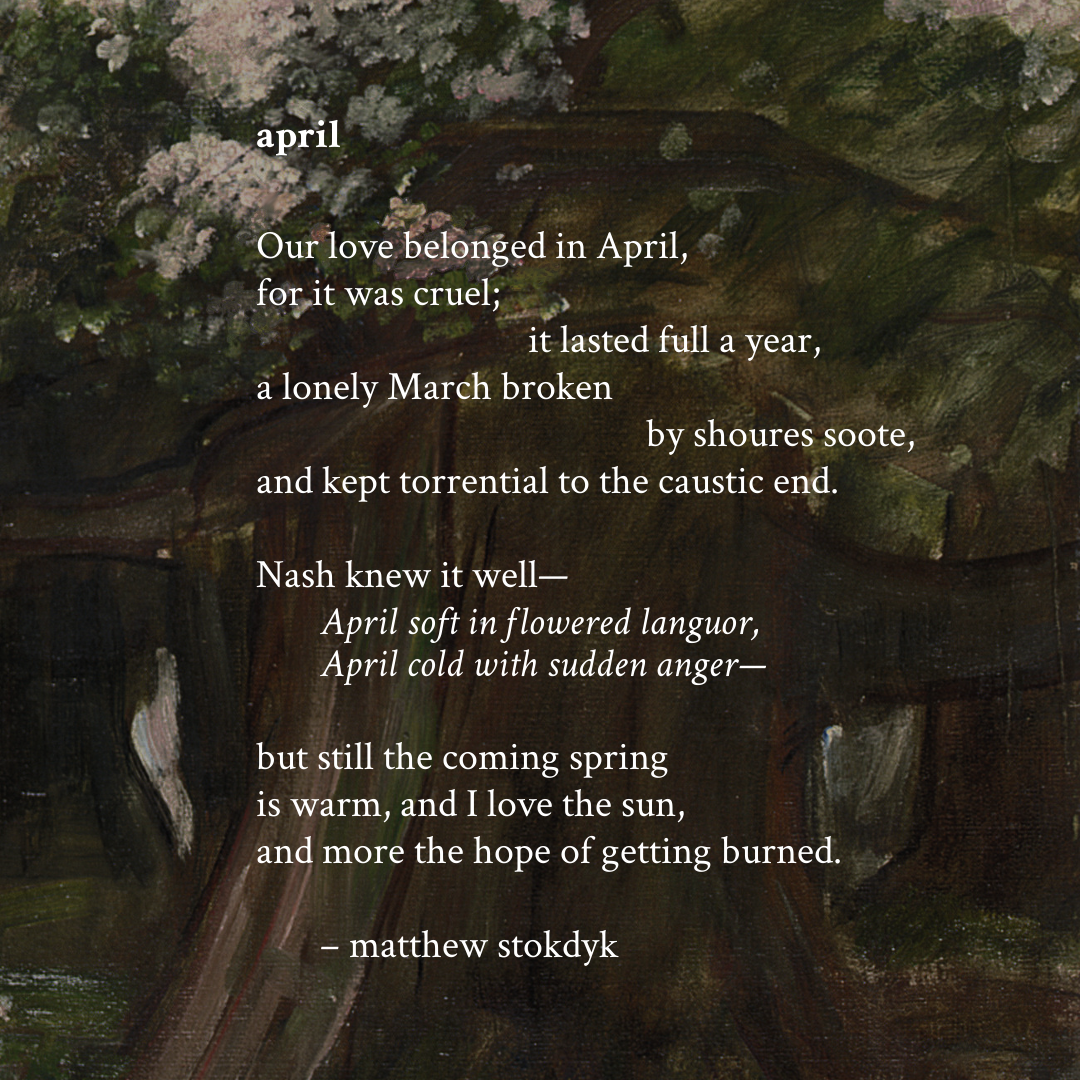 april
Our love belonged in April,
for it was cruel;
it lasted full a year,
a lonely March broken
by shoures soote,
and kept torrential to the caustic end.
Nash knew it well—
April soft in flowered languor,
April cold with sudden anger—
but still the coming spring
is warm, and I love the sun,
and more the hope of getting burned.
– matthew stokdyk